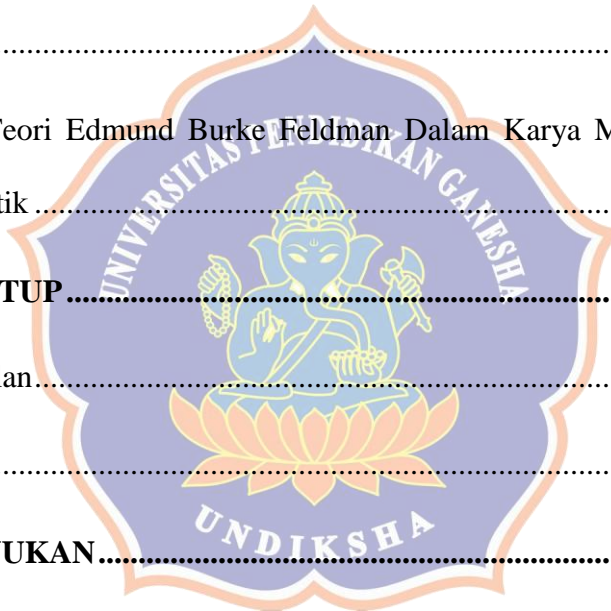 ..........................................................................
Teori Edmund Burke Feldman Dalam Karya M
tik ..........................................................................
TUP..........................................................................
an..........................................................................
..........................................................................
UKAN..........................................................................
UNIVERSITAS PENDIDIKAN GANESHA
UNDIKSHA